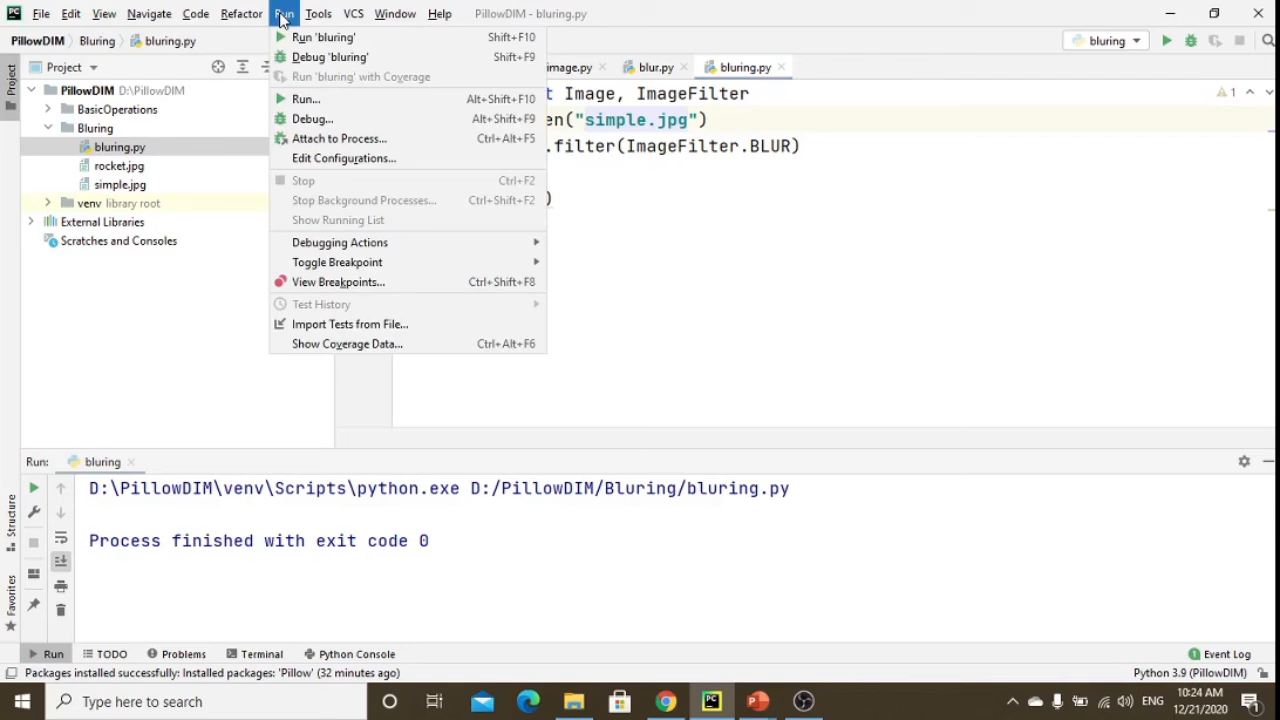 File Edit View Navigate Code Refactor Run Tools VCS Window Help PillowDIM - bluring.py
PillowDIM Bluring bluring.py bluring
Project
image.py blur.py bluring.py
PillowDIM D:\PillowDIM
BasicOperations
Bluring
bluring.py
rocket.jpg
simple.jpg
venv library root
External Libraries
Scratches and Consoles
Run 'bluring' Shift+F10
Debug 'bluring' Shift+F9
Run 'bluring' with Coverage
Run... Alt+Shift+F10
Debug... Alt+Shift+F9
Attach to Process... Ctrl+Alt+F5
Edit Configurations...
Stop Ctrl+F2
Stop Background Processes... Ctrl+Shift+F2
Show Running List
Debugging Actions
Toggle Breakpoint
View Breakpoints... Ctrl+Shift+F8
Test History
Import Tests from File...
Show Coverage Data... Ctrl+Alt+F6
t Image, ImageFilter
en("simple.jpg")
.filter(ImageFilter.BLUR)
)
1
Project
Structure
Favorites
Run: bluring
D:\PillowDIM\venv\Scripts\python.exe D:/PillowDIM/Bluring/bluring.py
Process finished with exit code 0
Run TODO Problems Terminal Python Console Event Log
Packages installed successfully: Installed packages: 'Pillow' (32 minutes ago) Python 3.9 (PillowDIM)
Type here to search
ENG
10:24 AM
12/21/2020
1